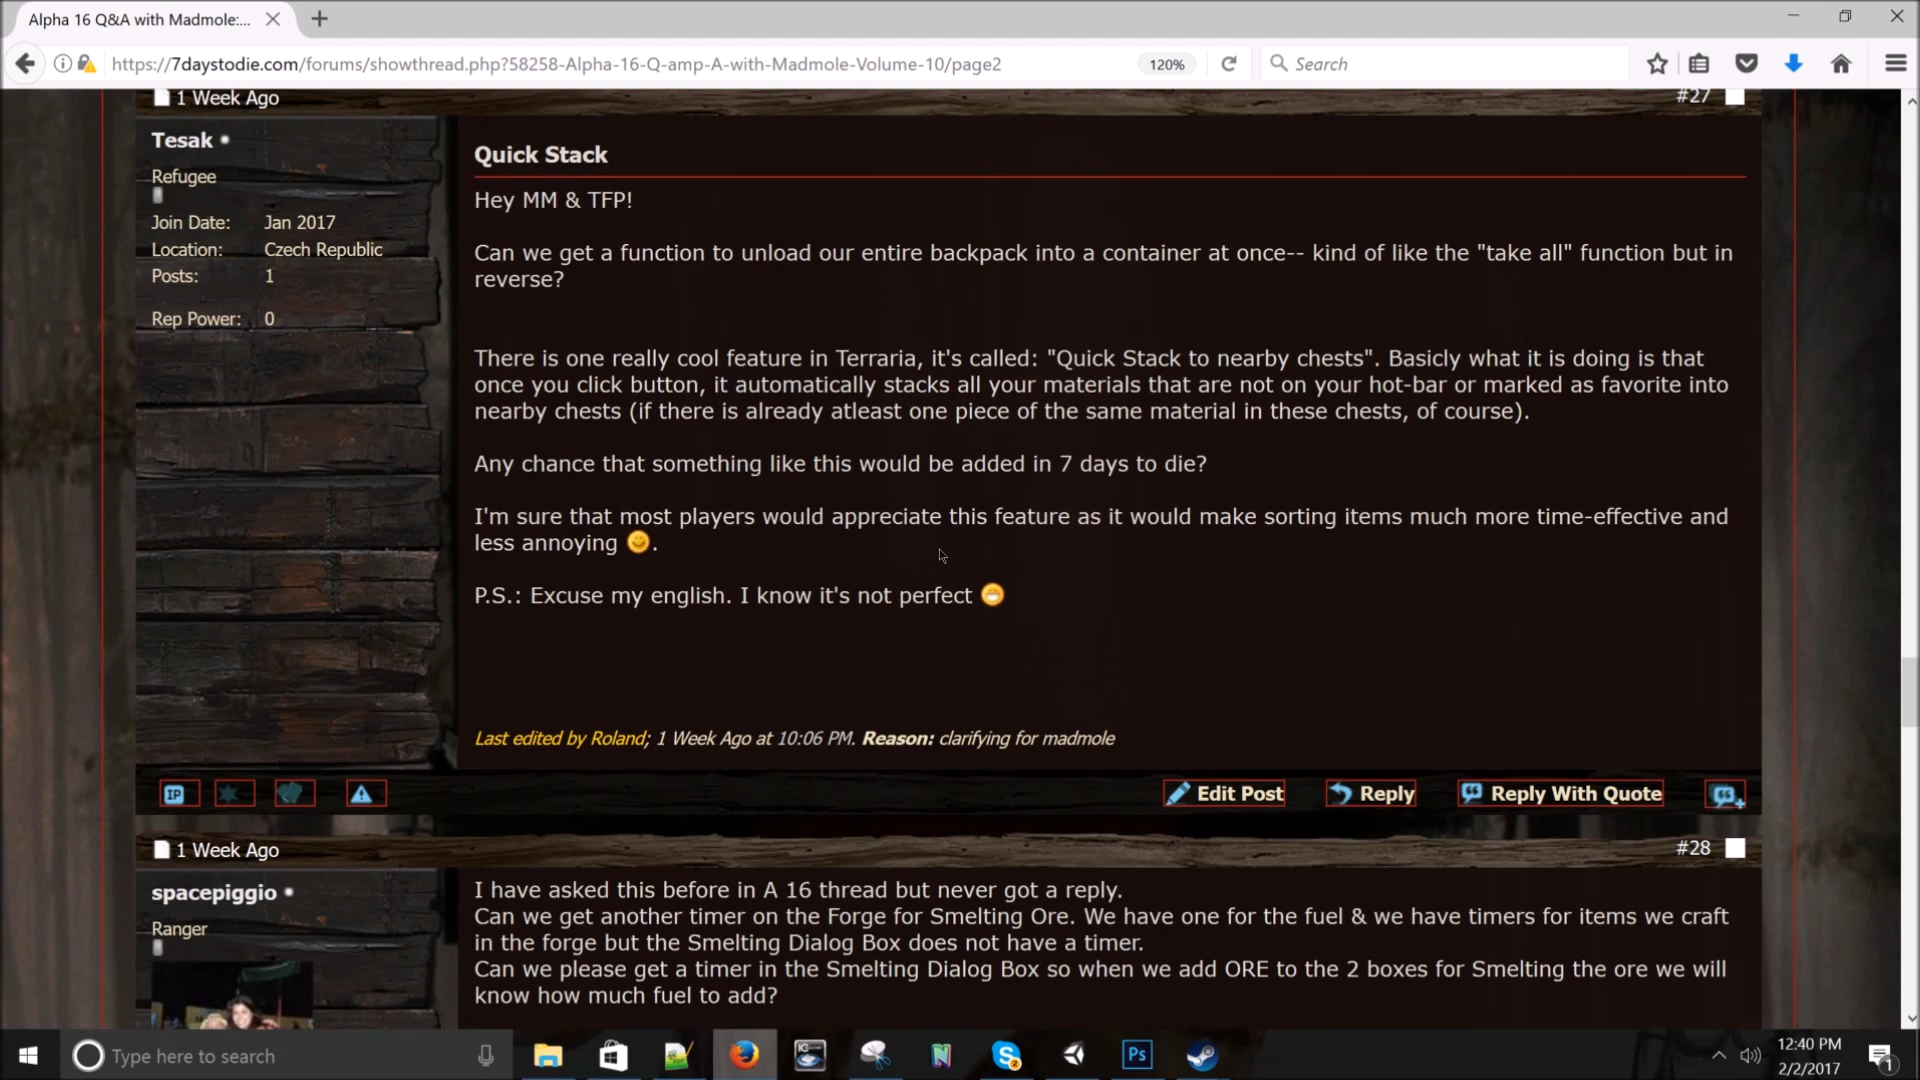 Alpha 16 Q&A with Madmole:...
https://7daystodie.com/forums/showthread.php?58258-Alpha-16-Q-amp-A-with-Madmole-Volume-10/page2
120%
Search
1 Week Ago
#27
Tesak
Refugee
Join Date: Jan 2017
Location: Czech Republic
Posts: 1
Rep Power: 0
Quick Stack
Hey MM & TFP!
Can we get a function to unload our entire backpack into a container at once-- kind of like the "take all" function but in
reverse?
There is one really cool feature in Terraria, it's called: "Quick Stack to nearby chests". Basicly what it is doing is that
once you click button, it automatically stacks all your materials that are not on your hot-bar or marked as favorite into
nearby chests (if there is already atleast one piece of the same material in these chests, of course).
Any chance that something like this would be added in 7 days to die?
I'm sure that most players would appreciate this feature as it would make sorting items much more time-effective and
less annoying .
P.S.: Excuse my english. I know it's not perfect
Last edited by Roland; 1 Week Ago at 10:06 PM. Reason: clarifying for madmole
IP
Edit Post
Reply
Reply With Quote
1 Week Ago
#28
spacepiggio
Ranger
I have asked this before in A 16 thread but never got a reply.
Can we get another timer on the Forge for Smelting Ore. We have one for the fuel & we have timers for items we craft
in the forge but the Smelting Dialog Box does not have a timer.
Can we please get a timer in the Smelting Dialog Box so when we add ORE to the 2 boxes for Smelting the ore we will
know how much fuel to add?
Type here to search
N
2
Ps
12:40 PM
2/2/2017
1